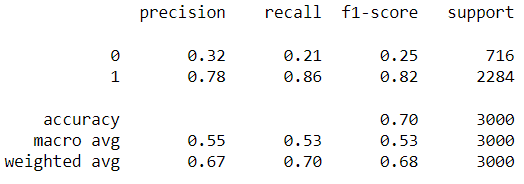 precision recall f1-score support
0 0.32 0.21 0.25 716
1 0.78 0.86 0.82 2284
accuracy 0.70 3000
macro avg 0.55 0.53 0.53 3000
weighted avg 0.67 0.70 0.68 3000